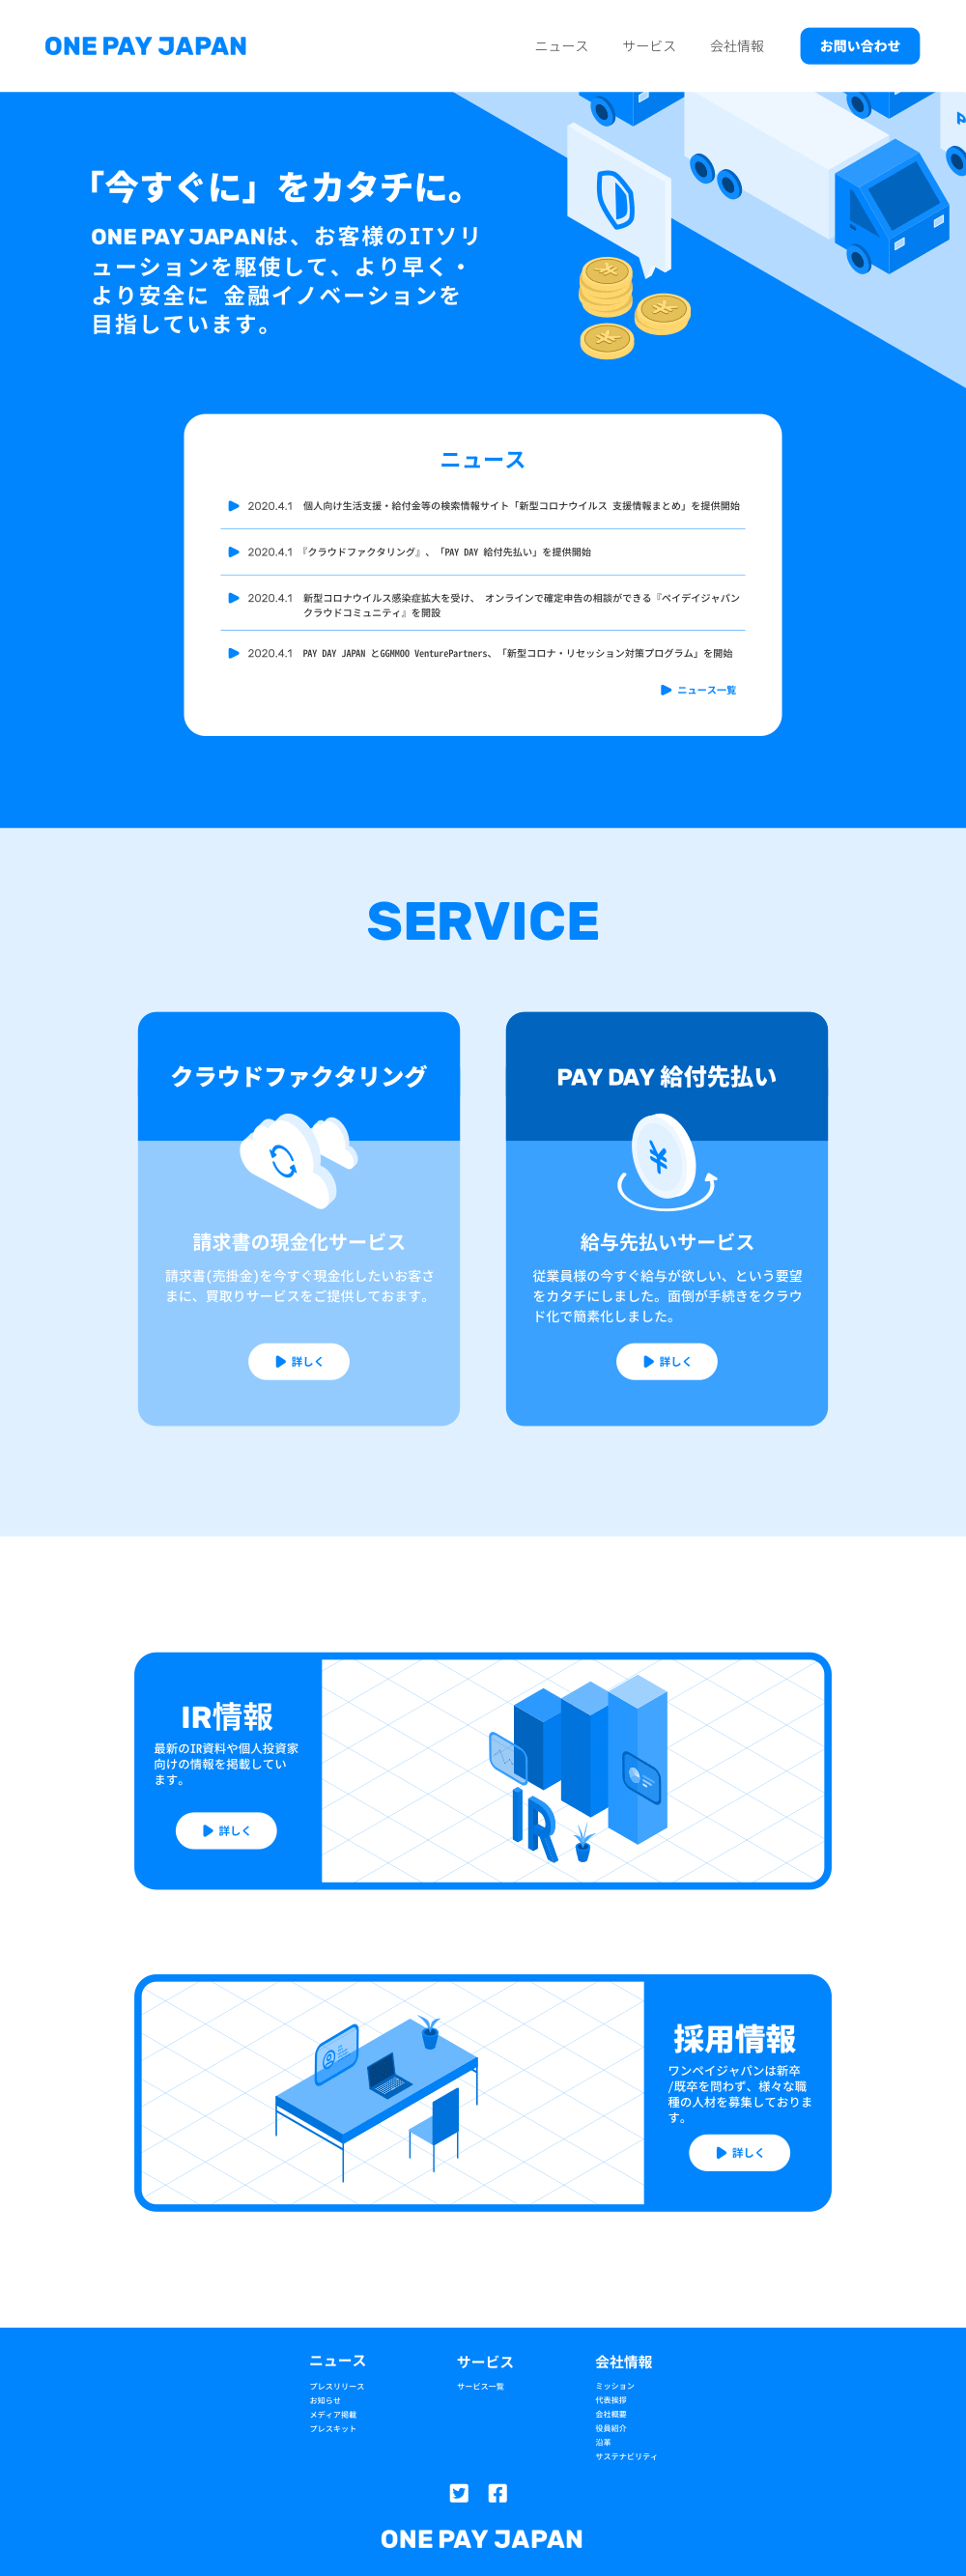 ONE PAY JAPAN
ニュース
サービス
会社情報
お問い合わせ
「今すぐに」をカタチに。
ONE PAY JAPANは、お客様のITソリ
ューションを駆使して、より早く・
より安全に 金融イノベーションを
目指しています。
ニュース
2020.4.1 個人向け生活支援・給付金等の検索情報サイト「新型コロナウイルス 支援情報まとめ」を提供開始
2020.4.1 『クラウドファクタリング』、「PAY DAY 給付先払い」を提供開始
2020.4.1 新型コロナウイルス感染症拡大を受け、 オンラインで確定申告の相談ができる『ペイデイジャパン
クラウドコミュニティ』を開設
2020.4.1 PAY DAY JAPAN とGGMMOO VenturePartners、「新型コロナ・リセッション対策プログラム」を開始
ニュース一覧
SERVICE
クラウドファクタリング
請求書の現金化サービス
請求書(売掛金)を今すぐ現金化したいお客さ
まに、買取りサービスをご提供しておます。
詳しく
PAY DAY 給付先払い
給与先払いサービス
従業員様の今すぐ給与が欲しい、という要望
をカタチにしました。面倒が手続きをクラウ
ド化で簡素化しました。
詳しく
IR情報
最新のIR資料や個人投資家
向けの情報を掲載してい
ます。
詳しく
IR
採用情報
ワンペイジャパンは新卒
/既卒を問わず、様々な職
種の人材を募集しておりま
す。
詳しく
ニュース
プレスリリース
お知らせ
メディア掲載
プレスキット
サービス
サービス一覧
会社情報
ミッション
代表挨拶
会社概要
役員紹介
沿革
サステナビリティ
ONE PAY JAPAN